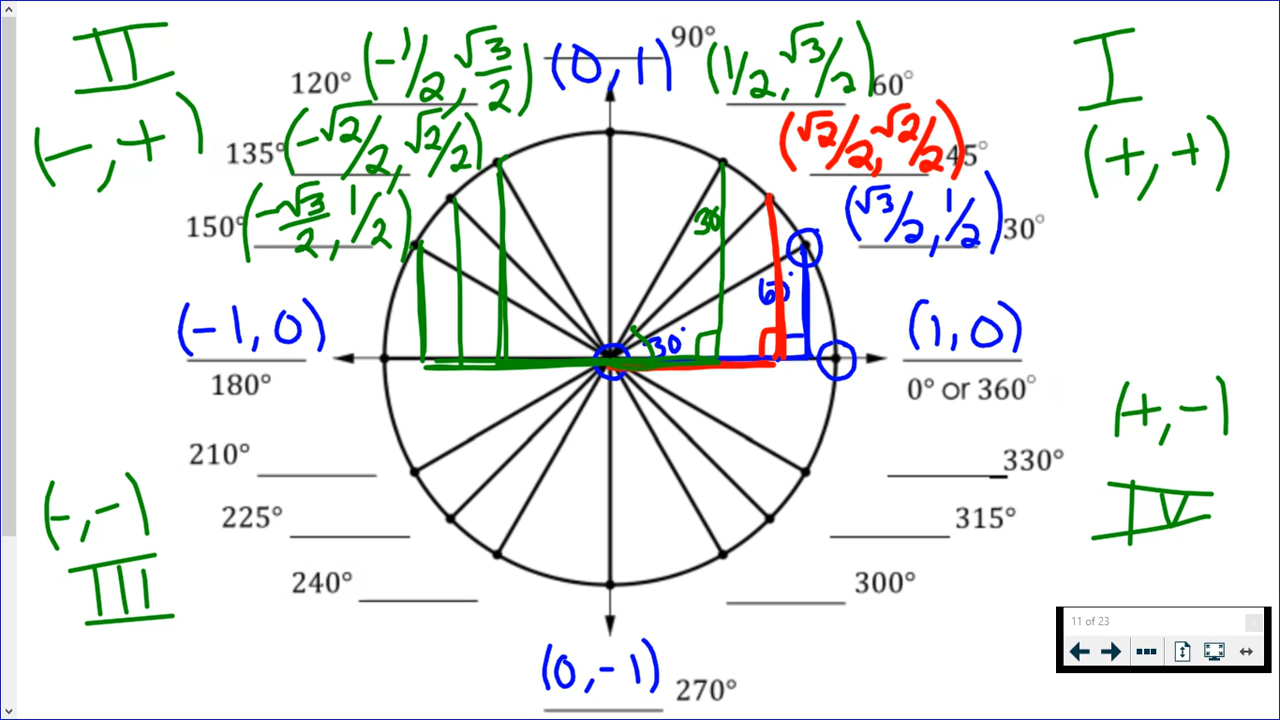 II
(-,+)
120° (-1/2, √3/2)
(0,1) 90°
(1/2, √3/2) 60°
I
(+,+)
135° (-√2/2, √2/2)
(√2/2, √2/2) 45°
150° (-√3/2, 1/2)
(√3/2, 1/2) 30°
30
60°
30°
(-1,0)
180°
(1,0)
0° or 360°
(+,-)
IV
210°
330°
225°
315°
(-,-)
III
240°
300°
(0,-1) 270°
11 of 23